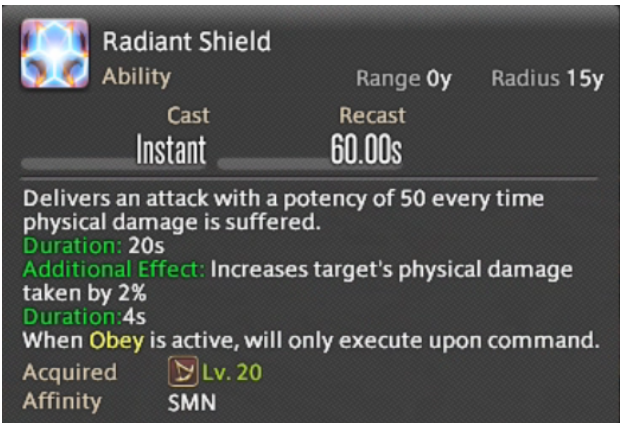 Radiant Shield
Ability Range 0y Radius 15y
Cast Recast
Instant 60.00s
Delivers an attack with a potency of 50 every time
physical damage is suffered.
Duration: 20s
Additional Effect: Increases target's physical damage
taken by 2%
Duration:4s
When Obey is active, will only execute upon command.
Acquired Lv. 20
Affinity SMN